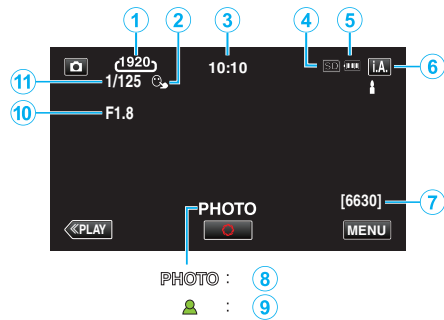 1 2 3 4 5
1920 10:10 SD i.A. 6
11 1/125
10 F1.8
[6630] 7
PHOTO
≪PLAY MENU
PHOTO : 8
: 9